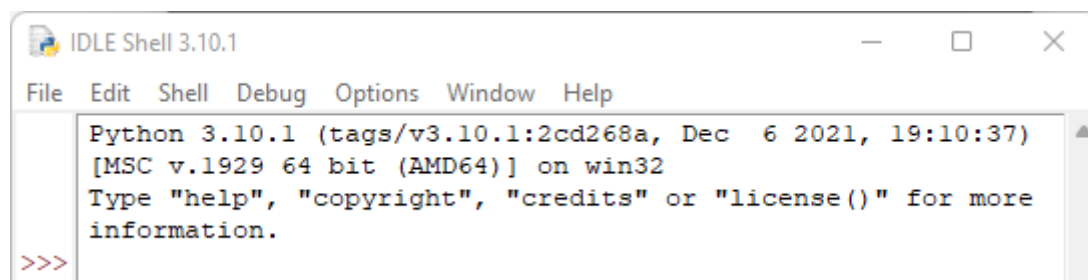 IDLE Shell 3.10.1
File Edit Shell Debug Options Window Help
Python 3.10.1 (tags/v3.10.1:2cd268a, Dec  6 2021, 19:10:37)
[MSC v.1929 64 bit (AMD64)] on win32
Type "help", "copyright", "credits" or "license()" for more
information.
>>>